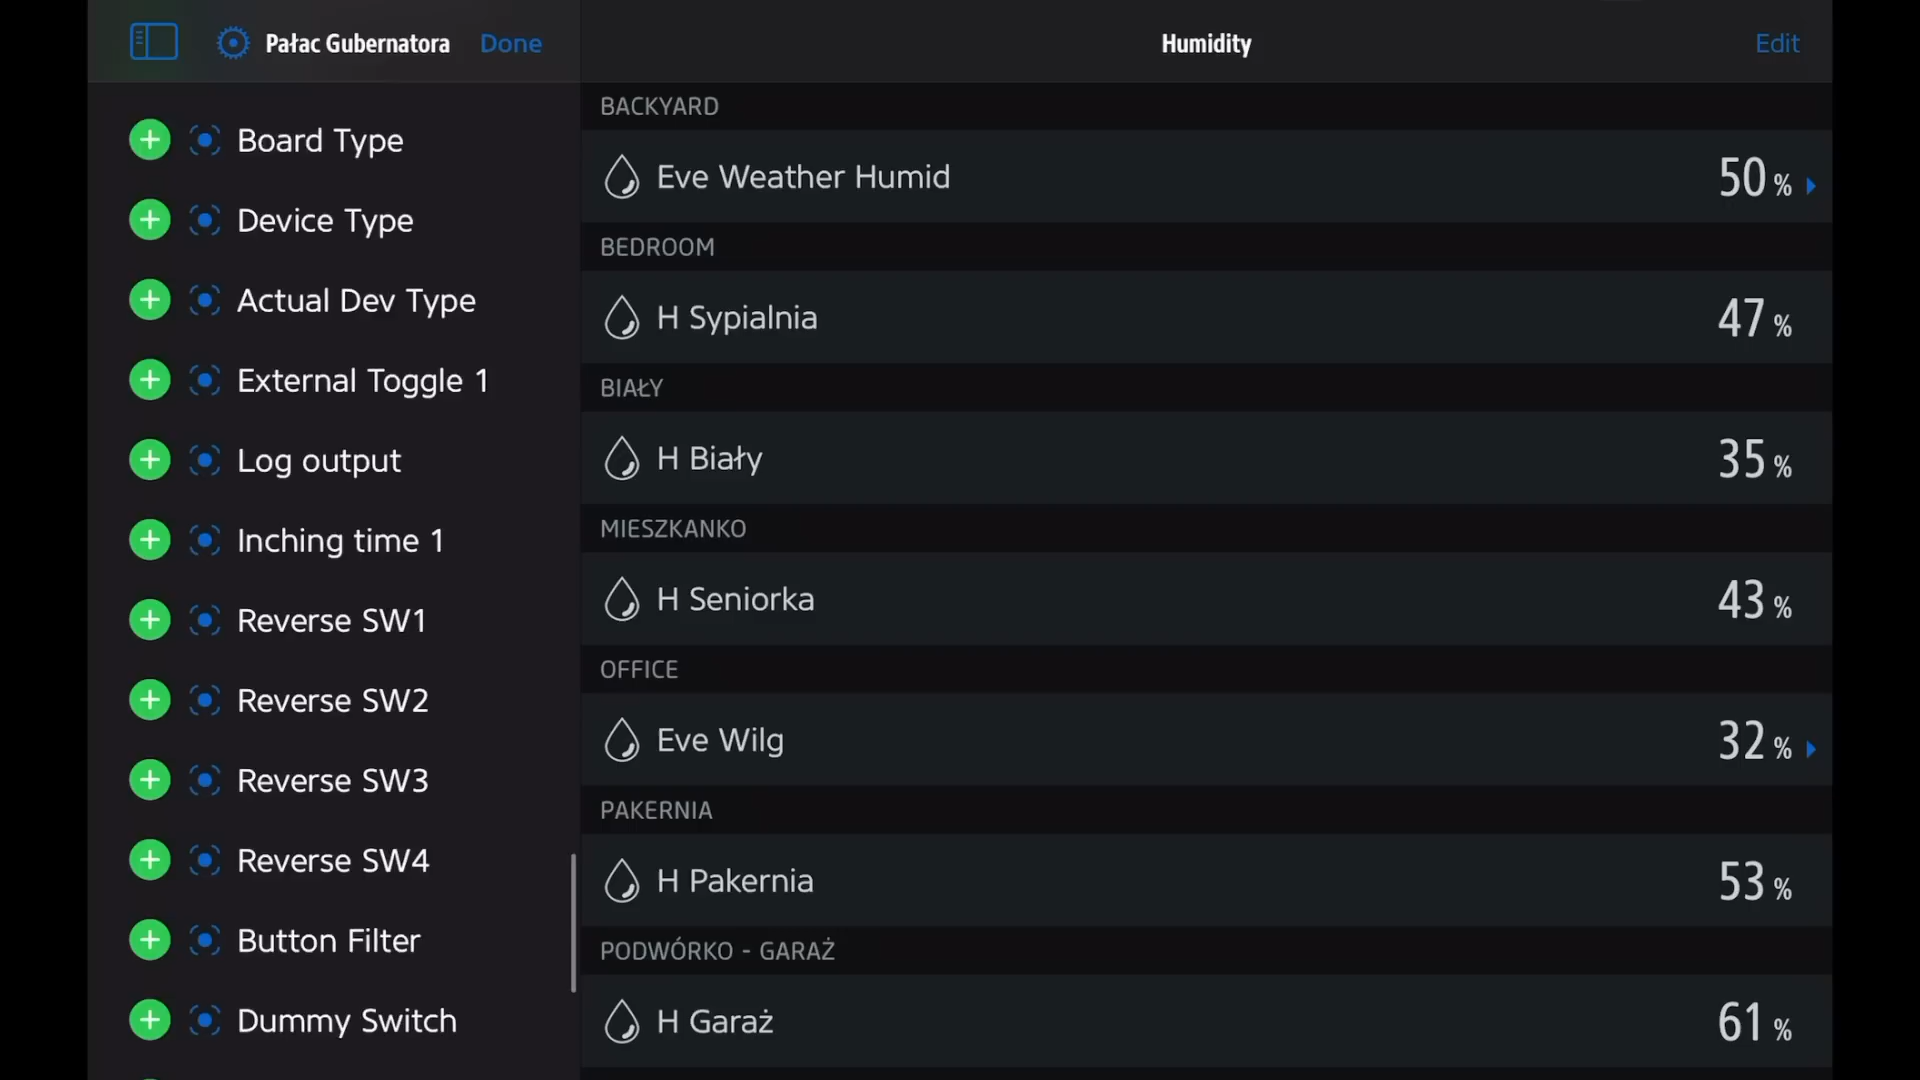 Pałac Gubernatora
Done
Board Type
Device Type
Actual Dev Type
External Toggle 1
Log output
Inching time 1
Reverse SW1
Reverse SW2
Reverse SW3
Reverse SW4
Button Filter
Dummy Switch
Humidity
Edit
BACKYARD
Eve Weather Humid
50 %
BEDROOM
H Sypialnia
47 %
BIAŁY
H Biały
35 %
MIESZKANKO
H Seniorka
43 %
OFFICE
Eve Wilg
32 %
PAKERNIA
H Pakernia
53 %
PODWÓRKO - GARAŻ
H Garaż
61 %